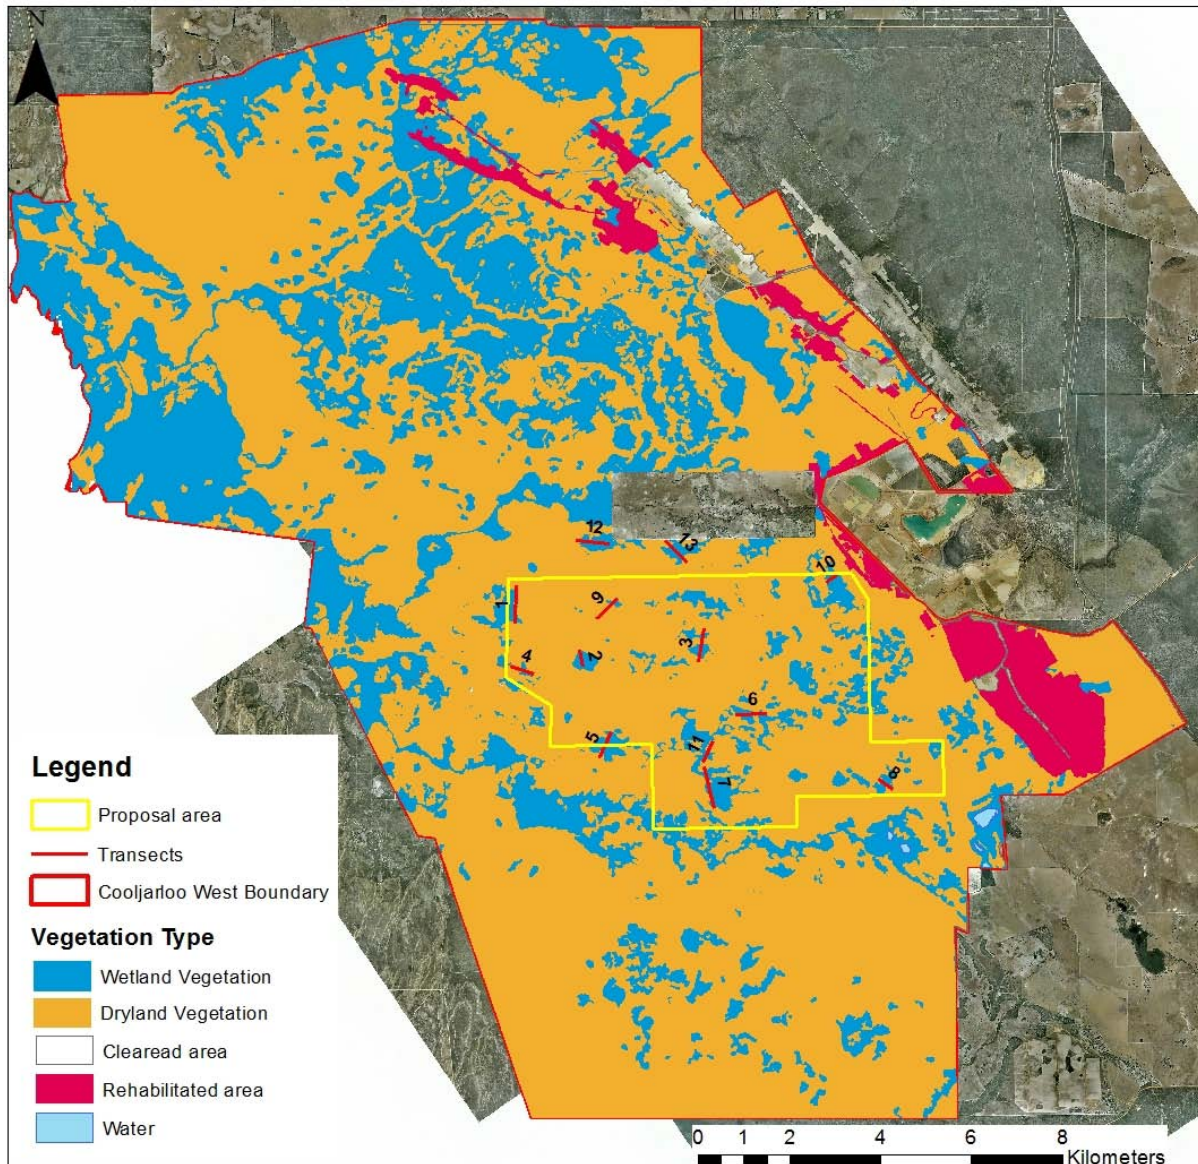 N
12
13
10
1
9
3
4
2
6
5
11
7
8
Legend
Proposal area
Transects
Cooljarloo West Boundary
Vegetation Type
Wetland Vegetation
Dryland Vegetation
Clearead area
Rehabilitated area
Water
0 1 2 4 6 8
Kilometers